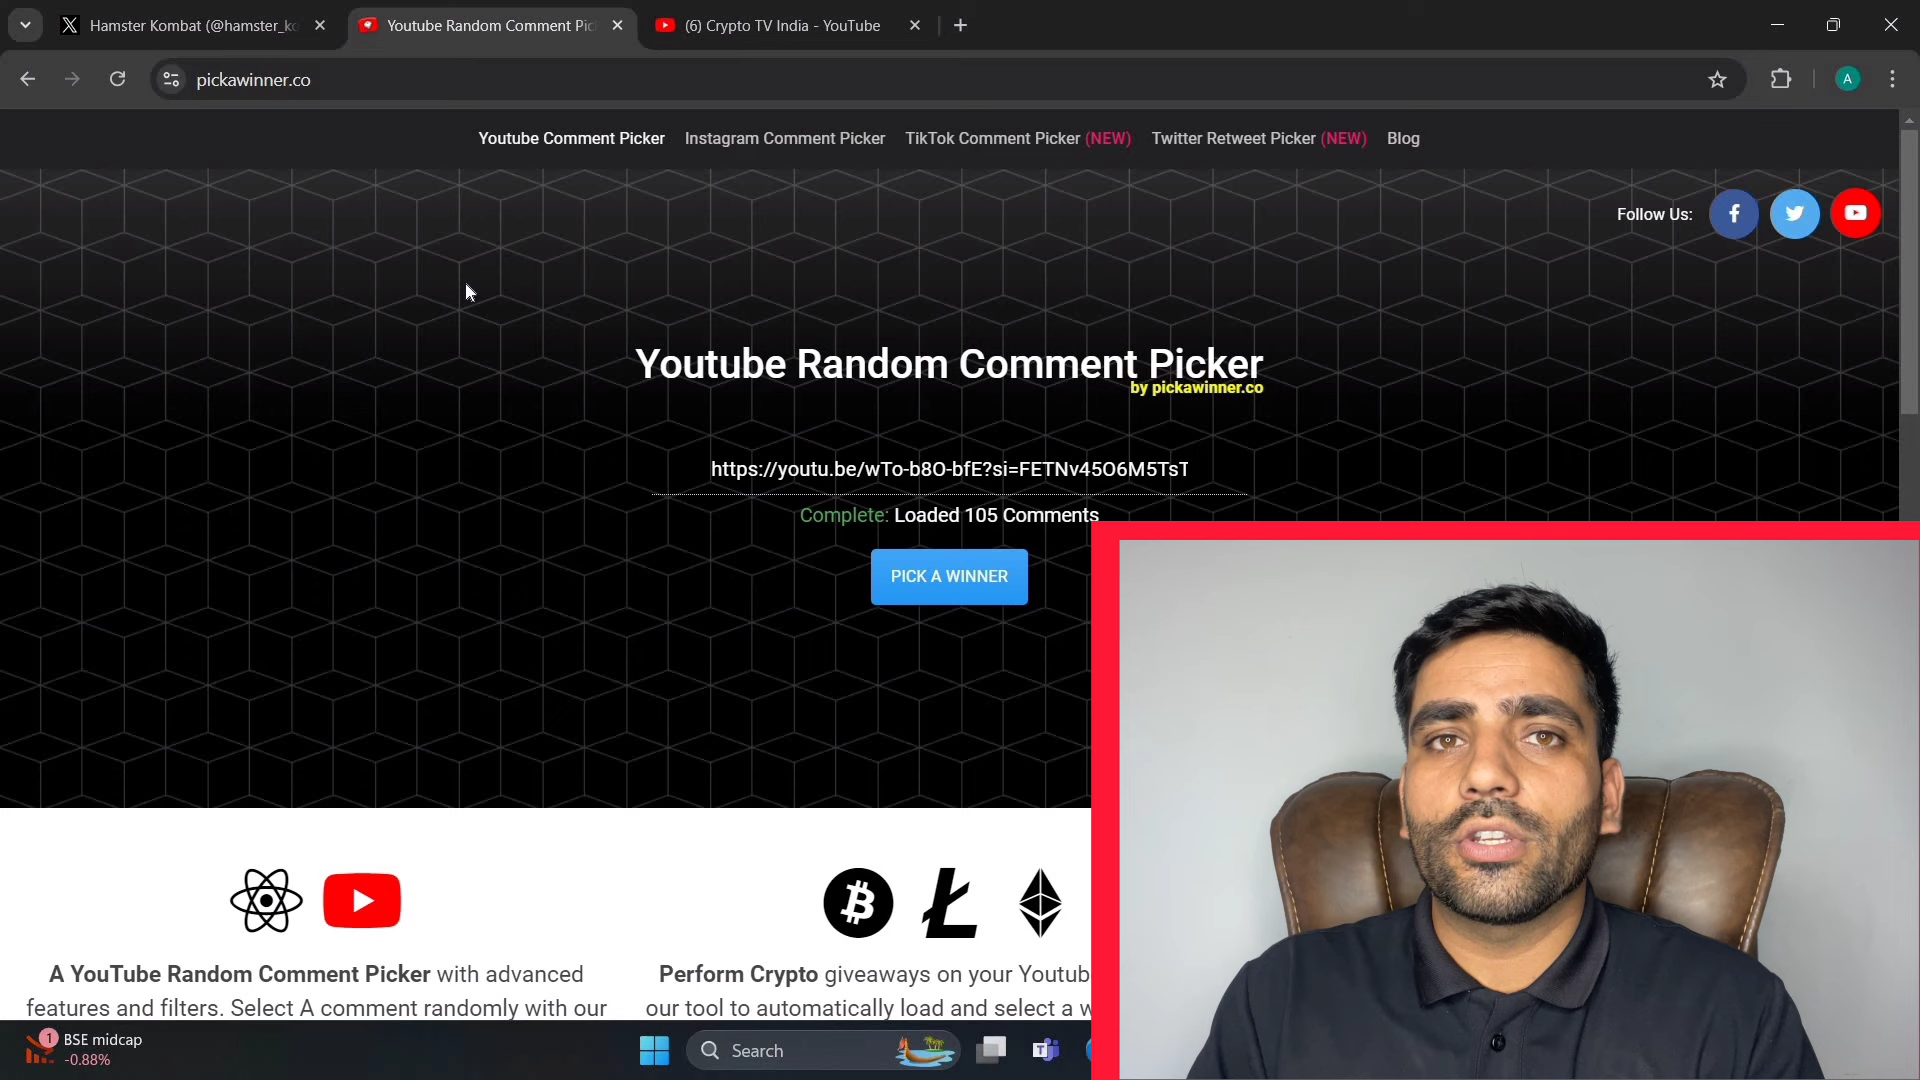 Hamster Kombat (@hamster_ko
Youtube Random Comment Pic
(6) Crypto TV India - YouTube
pickawinner.co
A
Youtube Comment Picker
Instagram Comment Picker
TikTok Comment Picker (NEW)
Twitter Retweet Picker (NEW)
Blog
Follow Us:
Youtube Random Comment Picker
by pickawinner.co
https://youtu.be/wTo-b8O-bfE?si=FETNv45O6M5TsT
Complete: Loaded 105 Comments
PICK A WINNER
A YouTube Random Comment Picker with advanced
features and filters. Select A comment randomly with our
Perform Crypto giveaways on your Youtub
our tool to automatically load and select a w
1
BSE midcap
-0.88%
Search